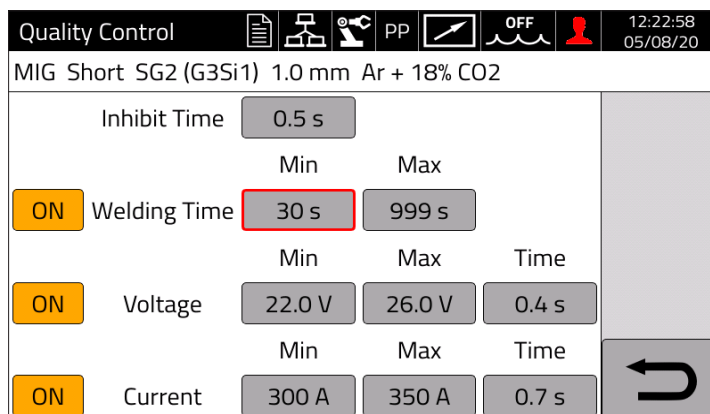 Quality Control PP OFF 12:22:58
05/08/20
MIG Short SG2 (G3Si1) 1.0 mm Ar + 18% CO2
Inhibit Time 0.5 s
Min Max
ON Welding Time 30 s 999 s
Min Max Time
ON Voltage 22.0 V 26.0 V 0.4 s
Min Max Time
ON Current 300 A 350 A 0.7 s